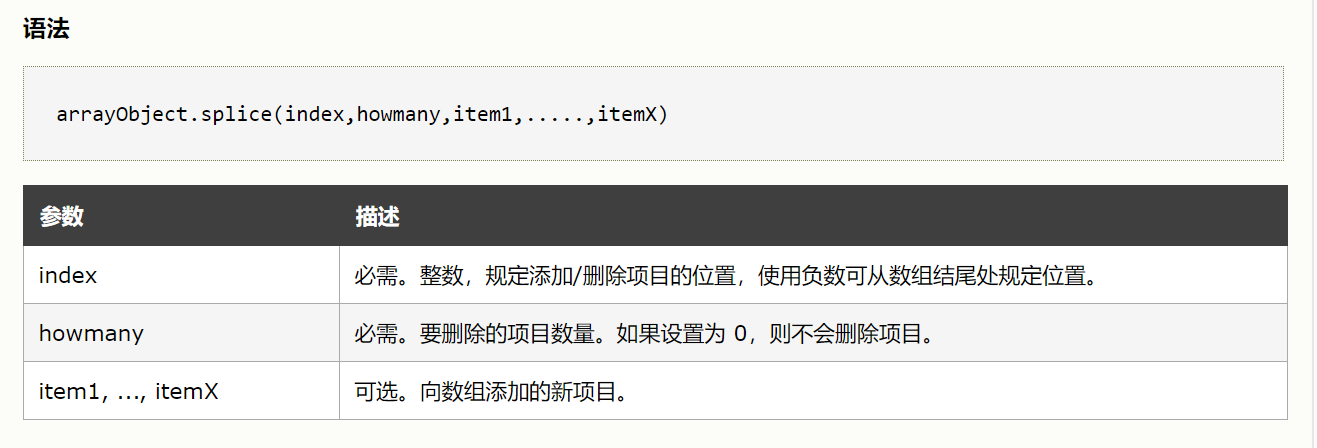 语法
arrayObject.splice(index,howmany,item1,.....,itemX)
参数 描述
index 必需。整数，规定添加/删除项目的位置，使用负数可从数组结尾处规定位置。
howmany 必需。要删除的项目数量。如果设置为 0，则不会删除项目。
item1, ..., itemX 可选。向数组添加的新项目。